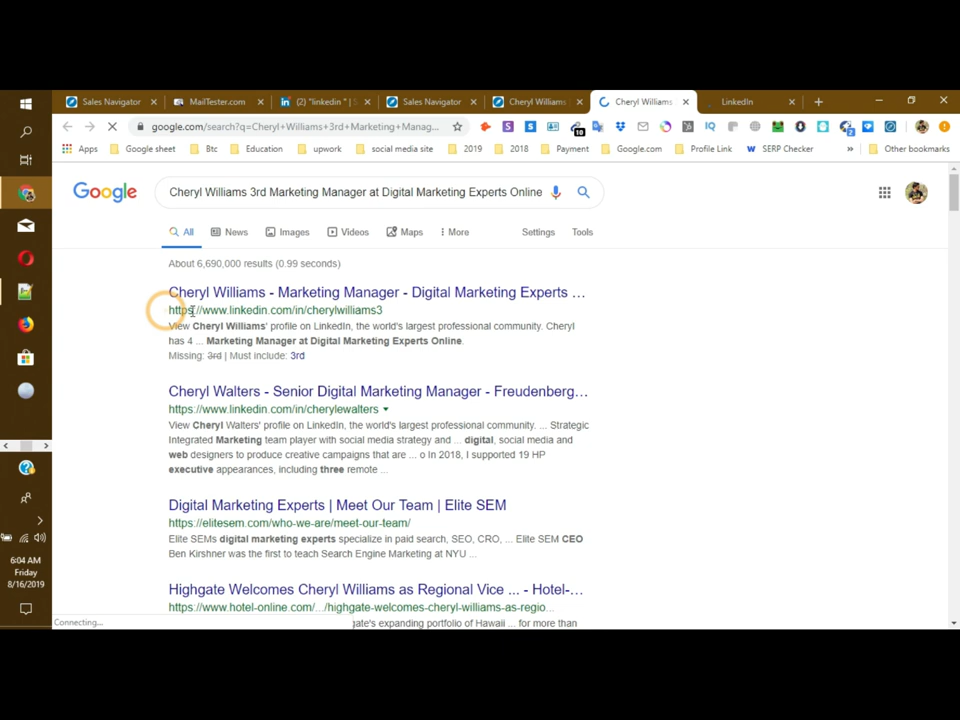 Sales Navigator
MailTester.com
(2) "linkedin " | S
Sales Navigator
Cheryl Williams
Cheryl Williams
LinkedIn
google.com/search?q=Cheryl+Williams+3rd+Marketing+Manag...
10
IQ
2
Apps
Google sheet
Btc
Education
upwork
social media site
2019
2018
Payment
Google.com
Profile Link
SERP Checker
»
Other bookmarks
Google
Cheryl Williams 3rd Marketing Manager at Digital Marketing Experts Online
All
News
Images
Videos
Maps
More
Settings
Tools
About 6,690,000 results (0.99 seconds)
Cheryl Williams - Marketing Manager - Digital Marketing Experts ...
https://www.linkedin.com/in/cherylwilliams3
View Cheryl Williams' profile on LinkedIn, the world's largest professional community. Cheryl
has 4 ... Marketing Manager at Digital Marketing Experts Online.
Missing: 3rd | Must include: 3rd
Cheryl Walters - Senior Digital Marketing Manager - Freudenberg...
https://www.linkedin.com/in/cherylewalters
View Cheryl Walters' profile on LinkedIn, the world's largest professional community. ... Strategic
Integrated Marketing team player with social media strategy and ... digital, social media and
web designers to produce creative campaigns that are ... o In 2018, I supported 19 HP
executive appearances, including three remote ...
Digital Marketing Experts | Meet Our Team | Elite SEM
https://elitesem.com/who-we-are/meet-our-team/
Elite SEMs digital marketing experts specialize in paid search, SEO, CRO, ... Elite SEM CEO
Ben Kirshner was the first to teach Search Engine Marketing at NYU ...
Highgate Welcomes Cheryl Williams as Regional Vice ... - Hotel-...
https://www.hotel-online.com/.../highgate-welcomes-cheryl-williams-as-regio...
gate's expanding portfolio of Hawaii ... for more than
Connecting...
6:04 AM
Friday
8/16/2019